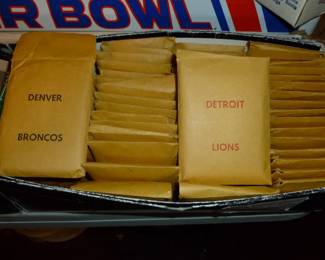 R BOWL
DENVER
BRONCOS
DETROIT
LIONS